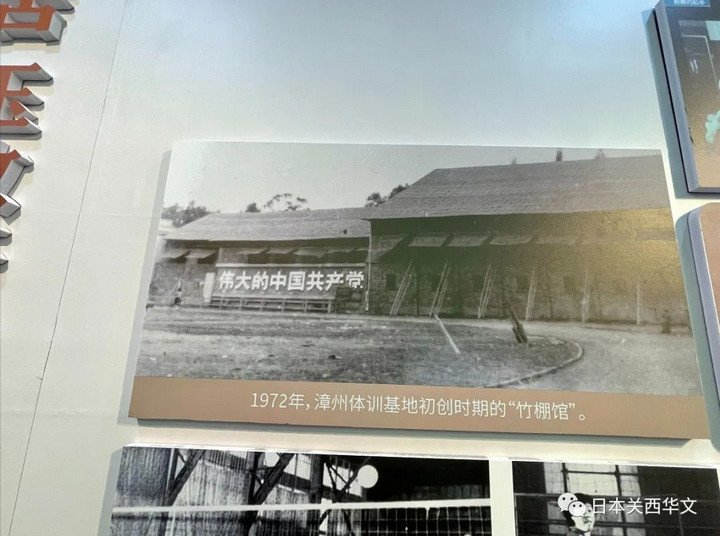 伟大的中国共产党
1972年，漳州体训基地初创时期的“竹棚馆”。
日本关西华文